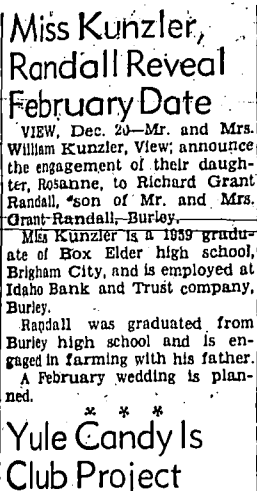 Miss Kunzler,
Randall Reveal
February Date
VIEW, Dec. 20—Mr. and Mrs.
William Kunzler, View, announce
the engagement of their daugh-
ter, Rosanne, to Richard Grant
Randall, son of Mr. and Mrs.
Grant Randall, Burley.
Miss Kunzler is a 1959 gradu-
ate of Box Elder high school,
Brigham City, and is employed at
Idaho Bank and Trust company,
Burley.
Randall was graduated from
Burley high school and is en-
gaged in farming with his father.
A February wedding is plan-
ned.
* * *
Yule Candy Is
Club Project